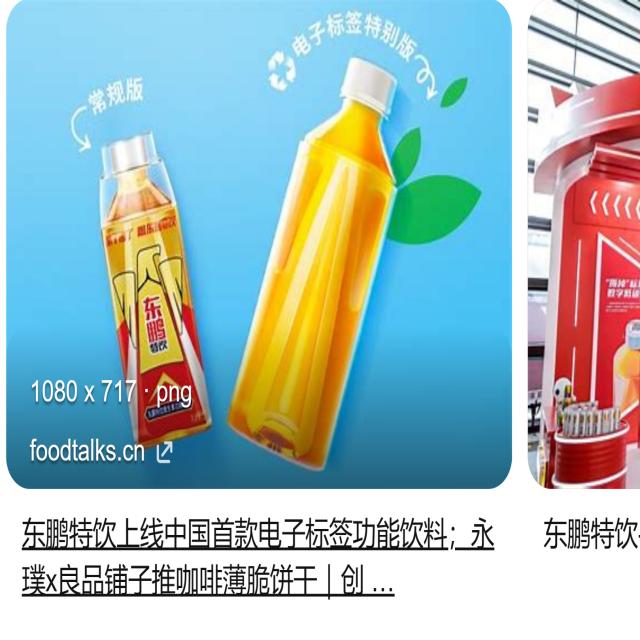 电子标签特别版
常规版
东鹏
特饮
1080 x 717 · png
foodtalks.cn
东鹏特饮上线中国首款电子标签功能饮料；永
璞x良品铺子推咖啡薄脆饼干｜创 ...
东鹏特饮